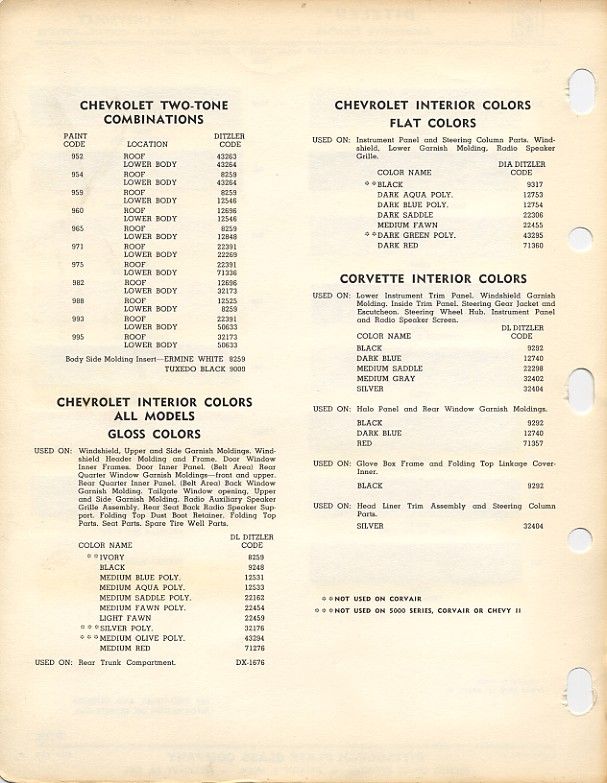 CHEVROLET TWO-TONE
COMBINATIONS
PAINT CODE LOCATION DITZLER CODE
952 ROOF 43263
LOWER BODY 43264
954 ROOF 8259
LOWER BODY 43264
959 ROOF 8259
LOWER BODY 12546
960 ROOF 12696
LOWER BODY 12546
965 ROOF 8259
LOWER BODY 12848
971 ROOF 22391
LOWER BODY 22269
975 ROOF 22391
LOWER BODY 71336
982 ROOF 12696
LOWER BODY 32173
988 ROOF 12525
LOWER BODY 8259
993 ROOF 22391
LOWER BODY 50633
995 ROOF 32173
LOWER BODY 50633
Body Side Molding Insert—ERMINE WHITE 8259
TUXEDO BLACK 9009
CHEVROLET INTERIOR COLORS
ALL MODELS
GLOSS COLORS
USED ON: Windshield, Upper and Side Garnish Moldings. Wind-
shield Header Molding and Frame. Door Window
Inner Frames. Door Inner Panel. (Belt Area) Rear
Quarter Window Garnish Moldings—front and upper.
Rear Quarter Inner Panel. (Belt Area) Back Window
Garnish Molding. Tailgate Window opening. Upper
and Side Garnish Molding. Radio Auxiliary Speaker
Grille Assembly. Rear Seat Back Radio Speaker Sup-
port. Folding Top Dust Boot Retainer. Folding Top
Parts. Seat Parts. Spare Tire Well Parts.
COLOR NAME DL DITZLER CODE
**IVORY 8259
BLACK 9248
MEDIUM BLUE POLY. 12531
MEDIUM AQUA POLY. 12533
MEDIUM SADDLE POLY. 22162
MEDIUM FAWN POLY. 22454
LIGHT FAWN 22459
***SILVER POLY. 32176
***MEDIUM OLIVE POLY. 43294
MEDIUM RED 71276
USED ON: Rear Trunk Compartment. DX-1676
CHEVROLET INTERIOR COLORS
FLAT COLORS
USED ON: Instrument Panel and Steering Column Parts. Wind-
shield, Lower Garnish Molding, Radio Speaker
Grille.
COLOR NAME DIA DITZLER CODE
**BLACK 9317
DARK AQUA POLY. 12753
DARK BLUE POLY. 12754
DARK SADDLE 22306
MEDIUM FAWN 22455
**DARK GREEN POLY. 43295
DARK RED 71360
CORVETTE INTERIOR COLORS
USED ON: Lower Instrument Trim Panel. Windshield Garnish
Molding. Inside Trim Panel. Steering Gear Jacket and
Escutcheon. Steering Wheel Hub. Instrument Panel
and Radio Speaker Screen.
COLOR NAME DL DITZLER CODE
BLACK 9292
DARK BLUE 12740
MEDIUM SADDLE 22298
MEDIUM GRAY 32402
SILVER 32404
USED ON: Halo Panel and Rear Window Garnish Moldings.
BLACK 9292
DARK BLUE 12740
RED 71357
USED ON: Glove Box Frame and Folding Top Linkage Cover-
Inner.
BLACK 9292
USED ON: Head Liner Trim Assembly and Steering Column
Parts.
SILVER 32404
**NOT USED ON CORVAIR
***NOT USED ON 5000 SERIES, CORVAIR OR CHEVY II